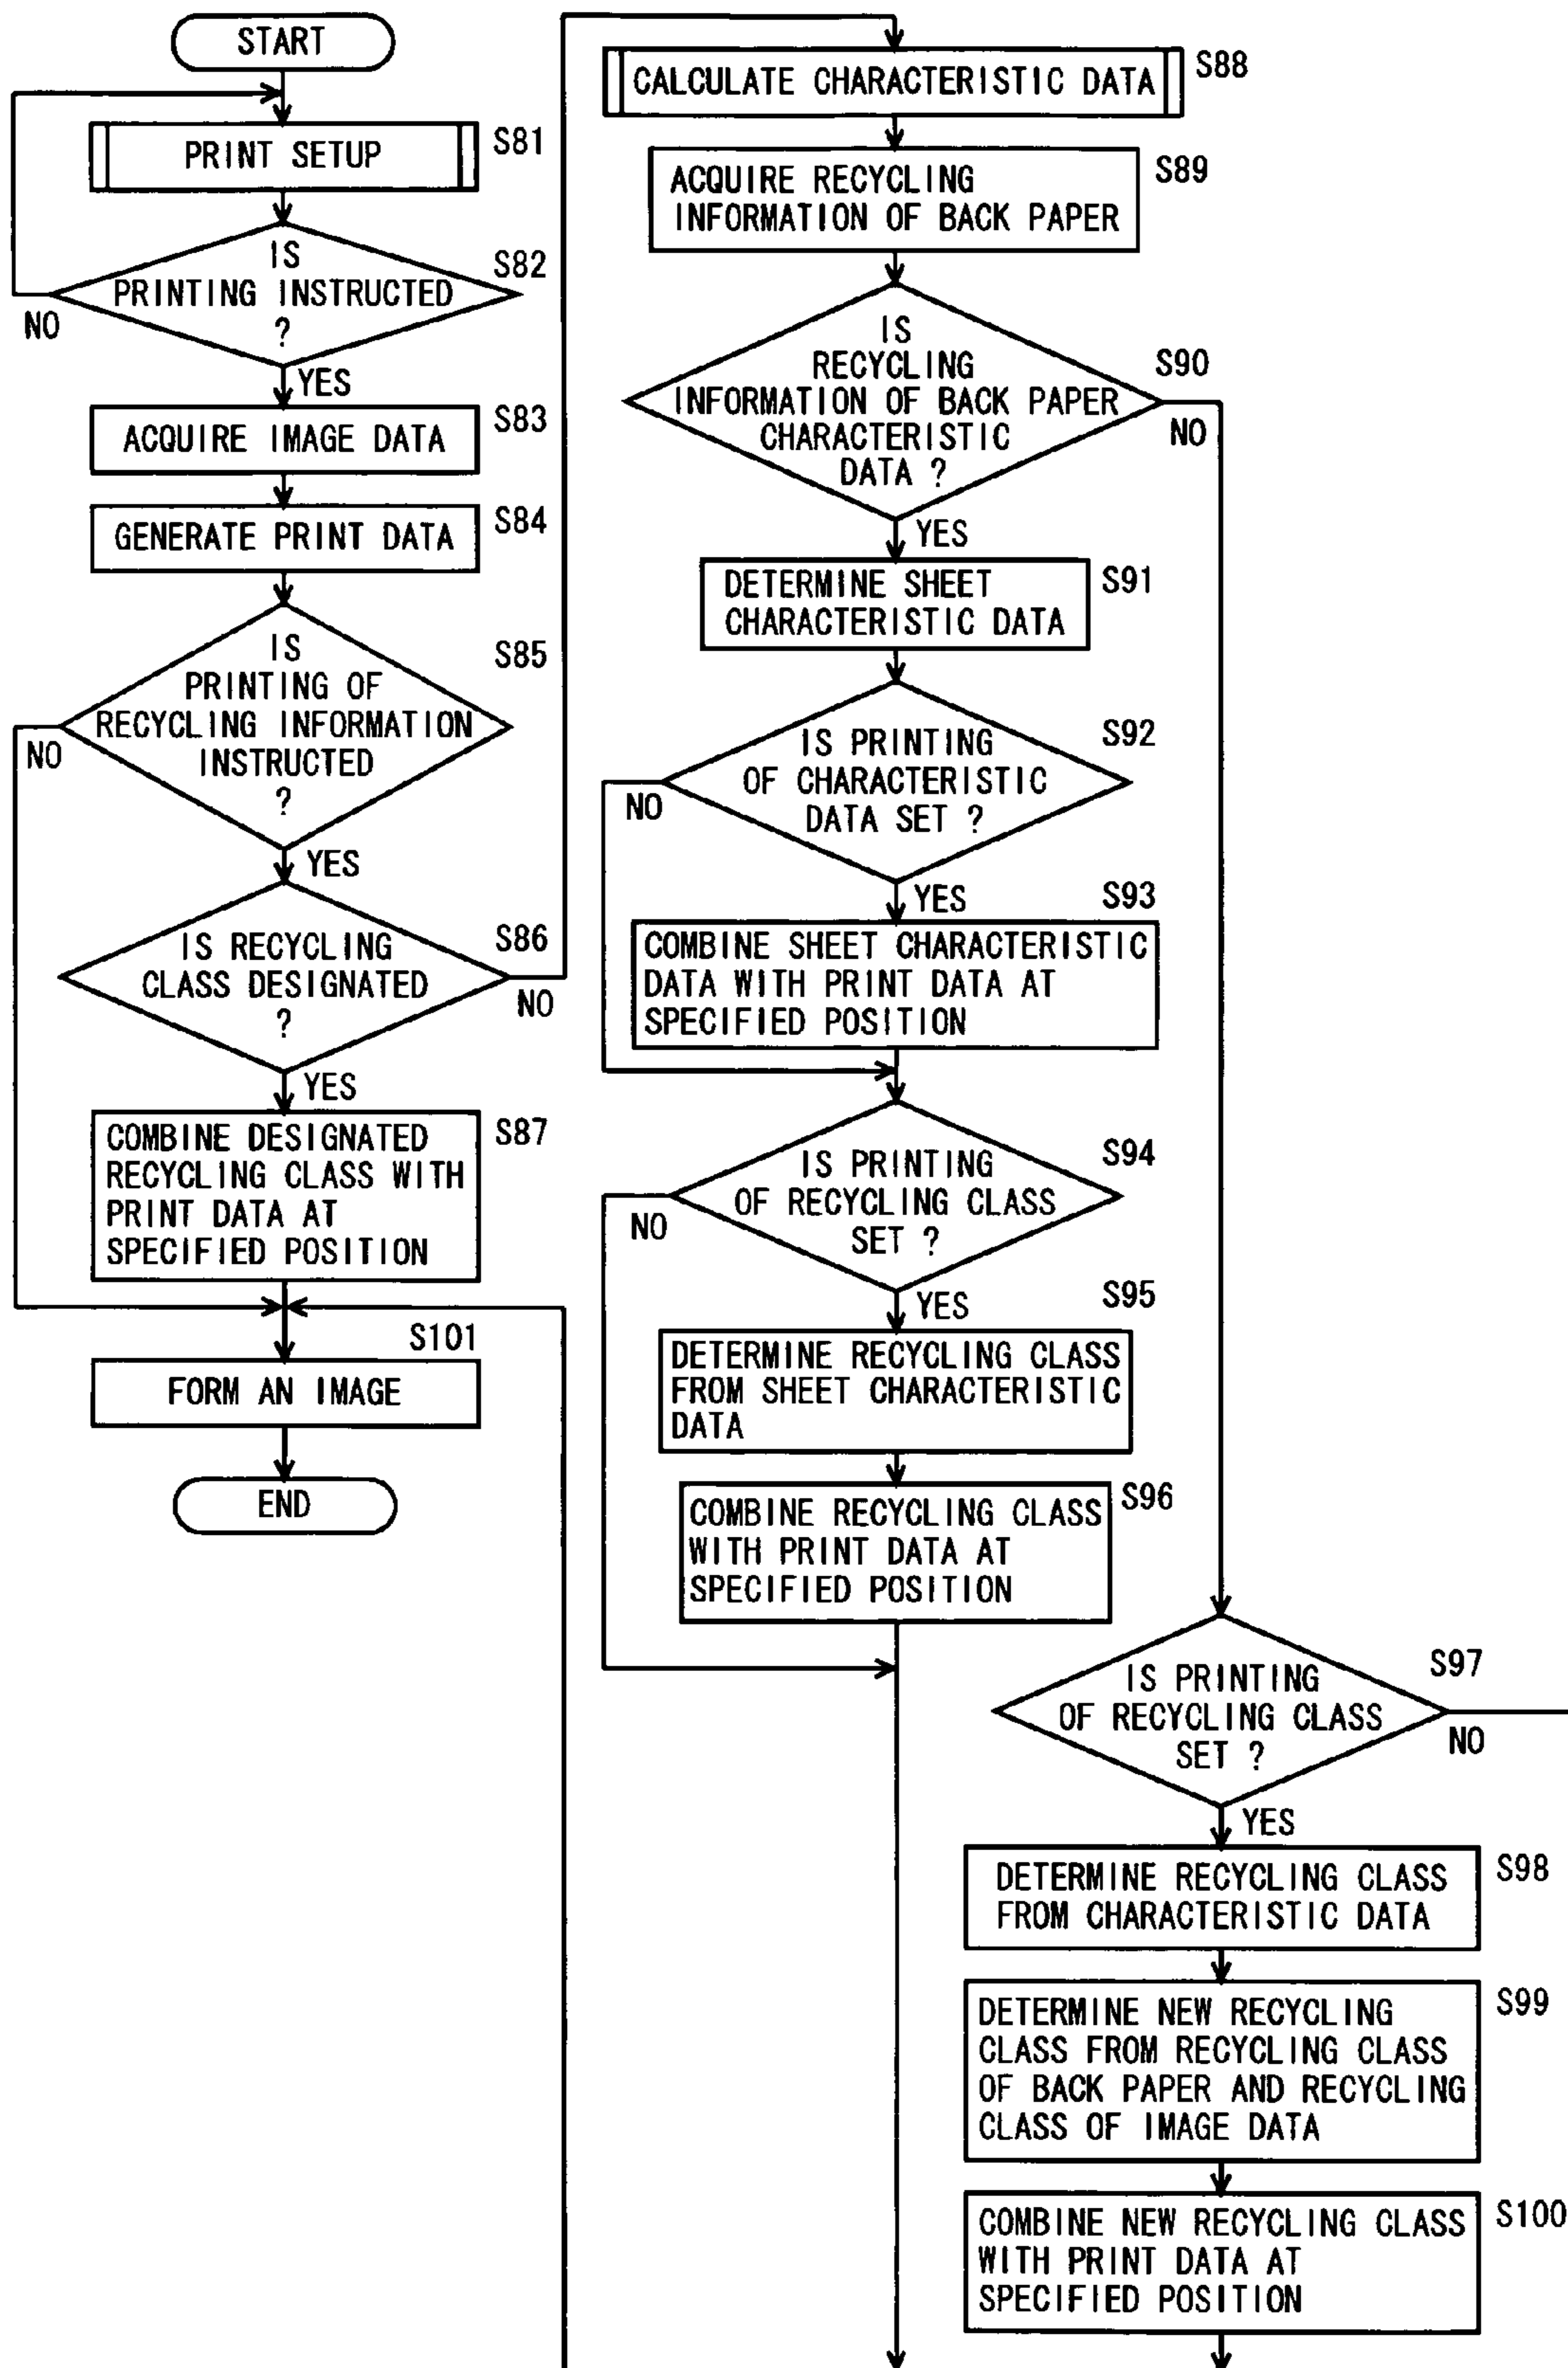 START
PRINT SETUP
S81
IS
PRINTING INSTRUCTED
?
S82
NO
YES
ACQUIRE IMAGE DATA
S83
GENERATE PRINT DATA
S84
IS
PRINTING OF
RECYCLING INFORMATION
INSTRUCTED
?
S85
NO
YES
IS RECYCLING
CLASS DESIGNATED
?
S86
NO
YES
COMBINE DESIGNATED
RECYCLING CLASS WITH
PRINT DATA AT
SPECIFIED POSITION
S87
S101
FORM AN IMAGE
END
CALCULATE CHARACTERISTIC DATA
S88
ACQUIRE RECYCLING
INFORMATION OF BACK PAPER
S89
IS
RECYCLING
INFORMATION OF BACK PAPER
CHARACTERISTIC
DATA ?
S90
NO
YES
DETERMINE SHEET
CHARACTERISTIC DATA
S91
IS PRINTING
OF CHARACTERISTIC
DATA SET ?
S92
NO
YES
S93
COMBINE SHEET CHARACTERISTIC
DATA WITH PRINT DATA AT
SPECIFIED POSITION
IS PRINTING
OF RECYCLING CLASS
SET ?
S94
NO
YES
S95
DETERMINE RECYCLING CLASS
FROM SHEET CHARACTERISTIC
DATA
COMBINE RECYCLING CLASS
WITH PRINT DATA AT
SPECIFIED POSITION
S96
IS PRINTING
OF RECYCLING CLASS
SET ?
S97
NO
YES
DETERMINE RECYCLING CLASS
FROM CHARACTERISTIC DATA
S98
DETERMINE NEW RECYCLING
CLASS FROM RECYCLING CLASS
OF BACK PAPER AND RECYCLING
CLASS OF IMAGE DATA
S99
COMBINE NEW RECYCLING CLASS
WITH PRINT DATA AT
SPECIFIED POSITION
S100